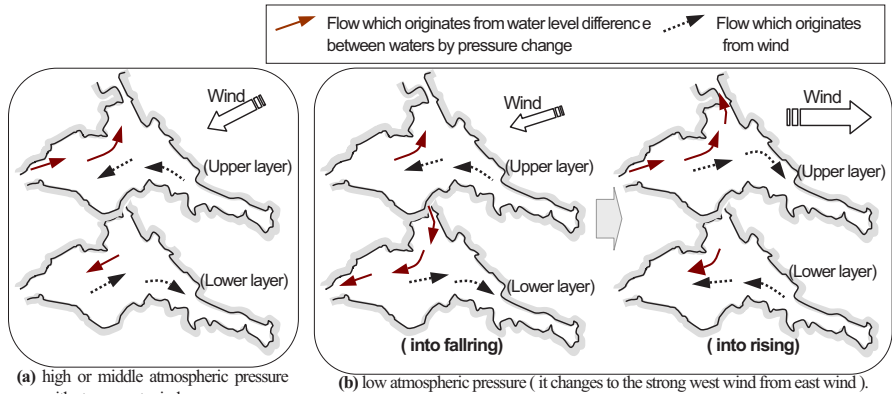 Flow which originates from water level difference
between waters by pressure change
Flow which originates
from wind
Wind
(Upper layer)
(Lower layer)
Wind
(Upper layer)
(Lower layer)
( into fallring)
Wind
(Upper layer)
(Lower layer)
( into rising)
(a) high or middle atmospheric pressure
(b) low atmospheric pressure ( it changes to the strong west wind from east wind ).